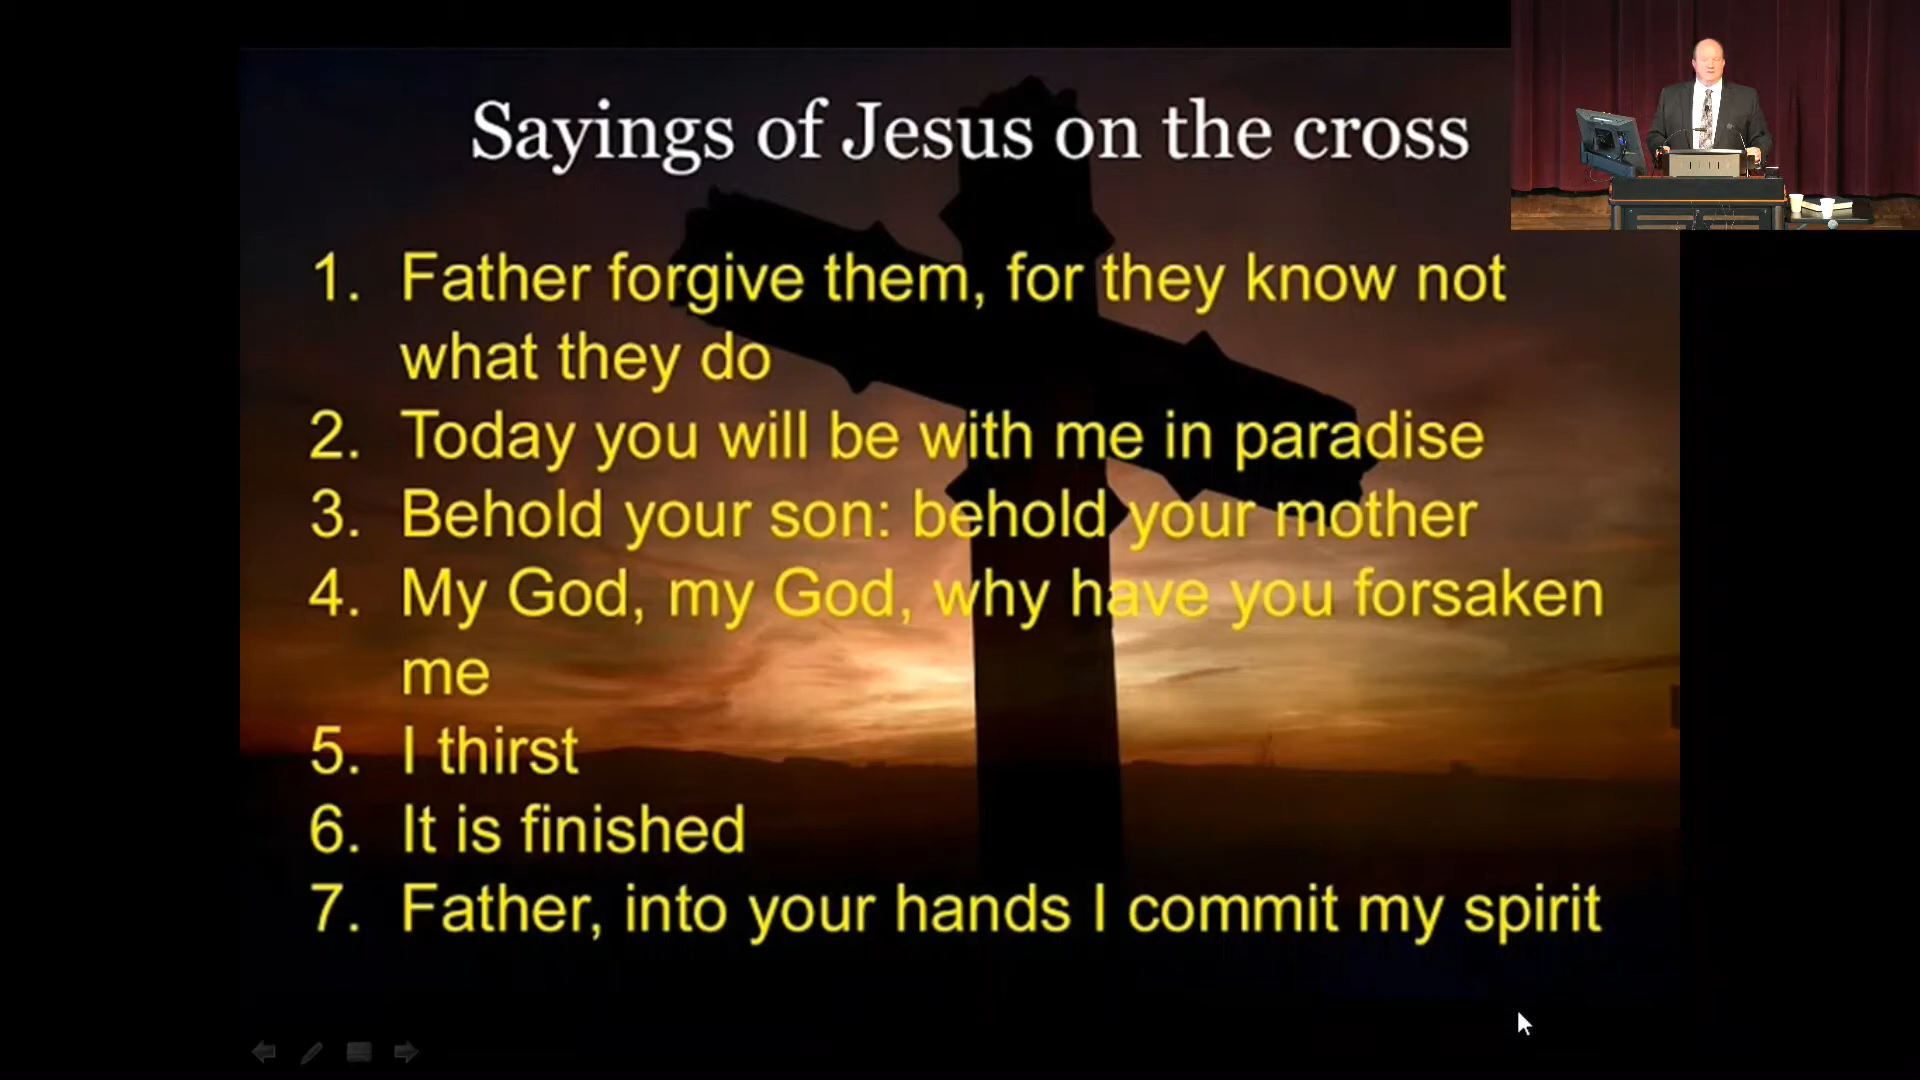 Sayings of Jesus on the cross
1. Father forgive them, for they know not
what they do
2. Today you will be with me in paradise
3. Behold your son: behold your mother
4. My God, my God, why have you forsaken
me
5. I thirst
6. It is finished
7. Father, into your hands I commit my spirit